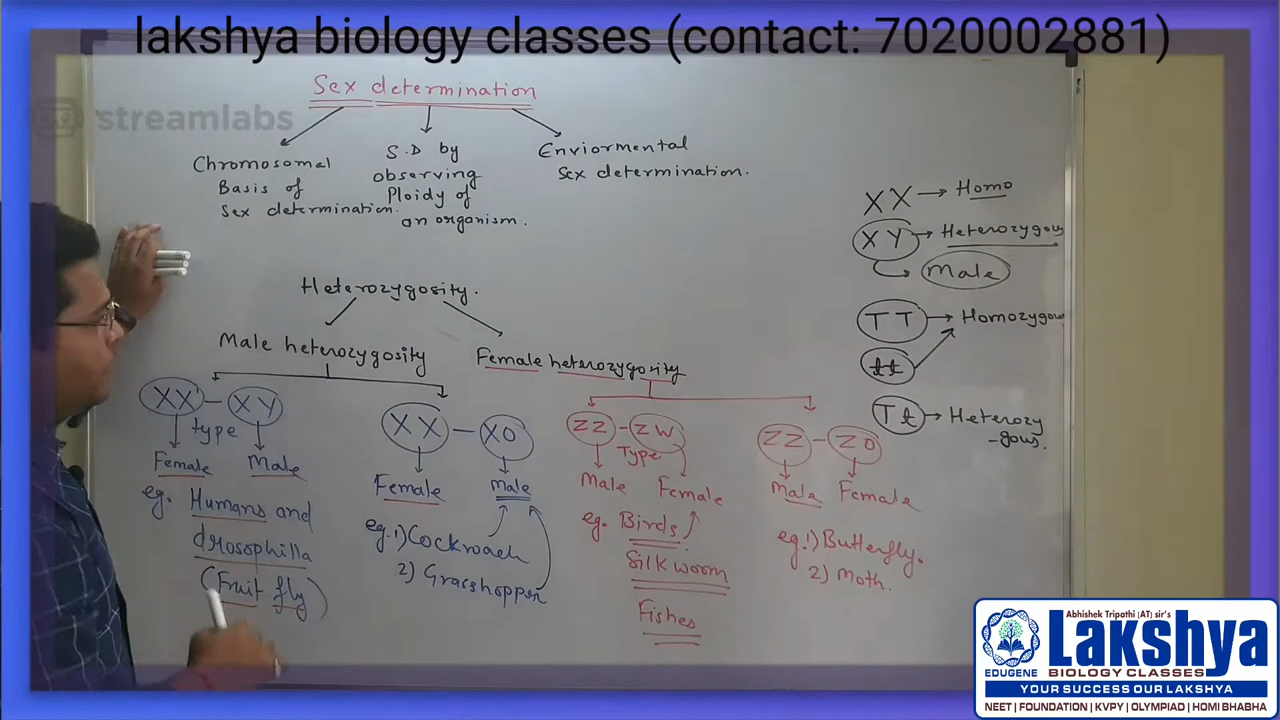 lakshya biology classes (contact: 7020002881)
streamlabs
Sex determination
Chromosomal
Basis of
Sex determination.
S.D by
observing
Ploidy of
an organism.
Enviormental
Sex determination.
XX → Homo
XY → Heterozygous
Male
TT → Homozygous
tt
Tt → Heterozy
-gous.
Heterozygosity.
Male heterozygosity
Female heterozygosity
XX – XY
type
Female Male
eg. Humans and
drosophilla
(Fruit fly)
XX – XO
Female male
eg. 1) Cockroach
2) Grasshopper
ZZ – ZW
Type
Male Female
eg. Birds.
Silk woom
Fishes
ZZ – ZO
Male Female
eg. 1) Butterfly.
2) Moth.
Abhishek Tripathi (AT) sir's
Lakshya
EDUGENE BIOLOGY CLASSES
YOUR SUCCESS OUR LAKSHYA
NEET | FOUNDATION | KVPY | OLYMPIAD | HOMI BHABHA